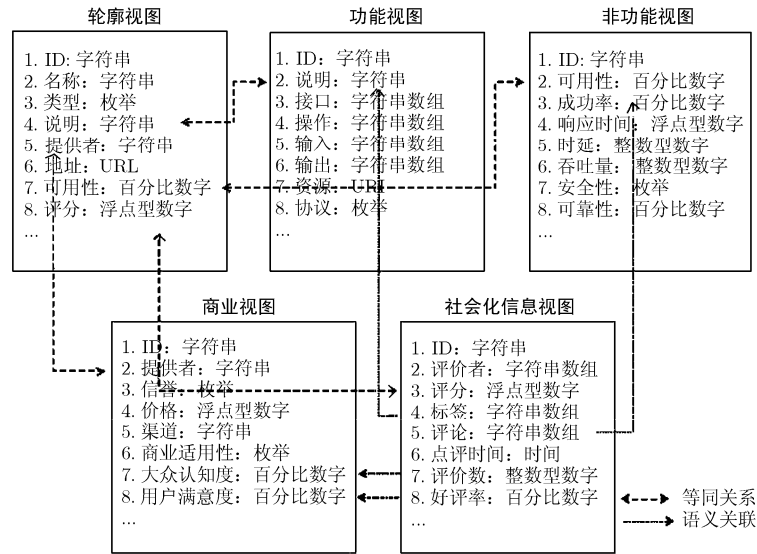 轮廓视图
1. ID: 字符串
2. 名称：字符串
3. 类型：枚举
4. 说明：字符串
5. 提供者：字符串
6. 地址：URL
7. 可用性：百分比数字
8. 评分：浮点型数字
...
功能视图
1. ID：字符串
2. 说明：字符串
3. 接口：字符串数组
4. 操作：字符串数组
5. 输入：字符串数组
6. 输出：字符串数组
7. 资源：URI
8. 协议：枚举
...
非功能视图
1. ID: 字符串
2. 可用性：百分比数字
3. 成功率：百分比数字
4. 响应时间：浮点型数字
5. 时延：整数型数字
6. 吞吐量：整数型数字
7. 安全性：枚举
8. 可靠性：百分比数字
...
商业视图
1. ID：字符串
2. 提供者：字符串
3. 信誉：枚举
4. 价格：浮点型数字
5. 渠道：字符串
6. 商业适用性：枚举
7. 大众认知度：百分比数字
8. 用户满意度：百分比数字
...
社会化信息视图
1. ID：字符串
2. 评价者：字符串数组
3. 评分：浮点型数字
4. 标签：字符串数组
5. 评论：字符串数组
6. 点评时间：时间
7. 评价数：整数型数字
8. 好评率：百分比数字
...
等同关系
语义关联